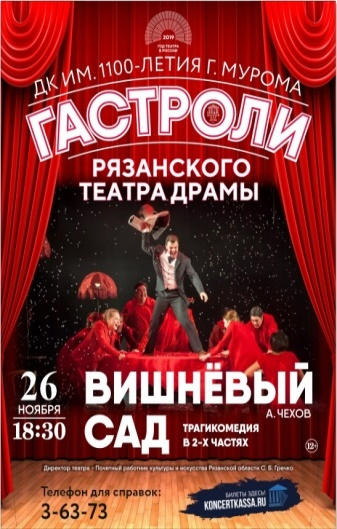 2019
ГОД ТЕАТРА
В РОССИИ
ДК ИМ. 1100-ЛЕТИЯ Г. МУРОМА
ГАСТРОЛИ
РЯЗАНСКОГО
ТЕАТРА ДРАМЫ
26
НОЯБРЯ
18:30
ВИШНЁВЫЙ
А. ЧЕХОВ
САД
ТРАГИКОМЕДИЯ
В 2-Х ЧАСТЯХ
12+
Директор театра - Почетный работник культуры и искусства Рязанской области С. Б. Гречко
Телефон для справок:
3-63-73
БИЛЕТЫ ЗДЕСЬ!
KONCERTKASSA.RU